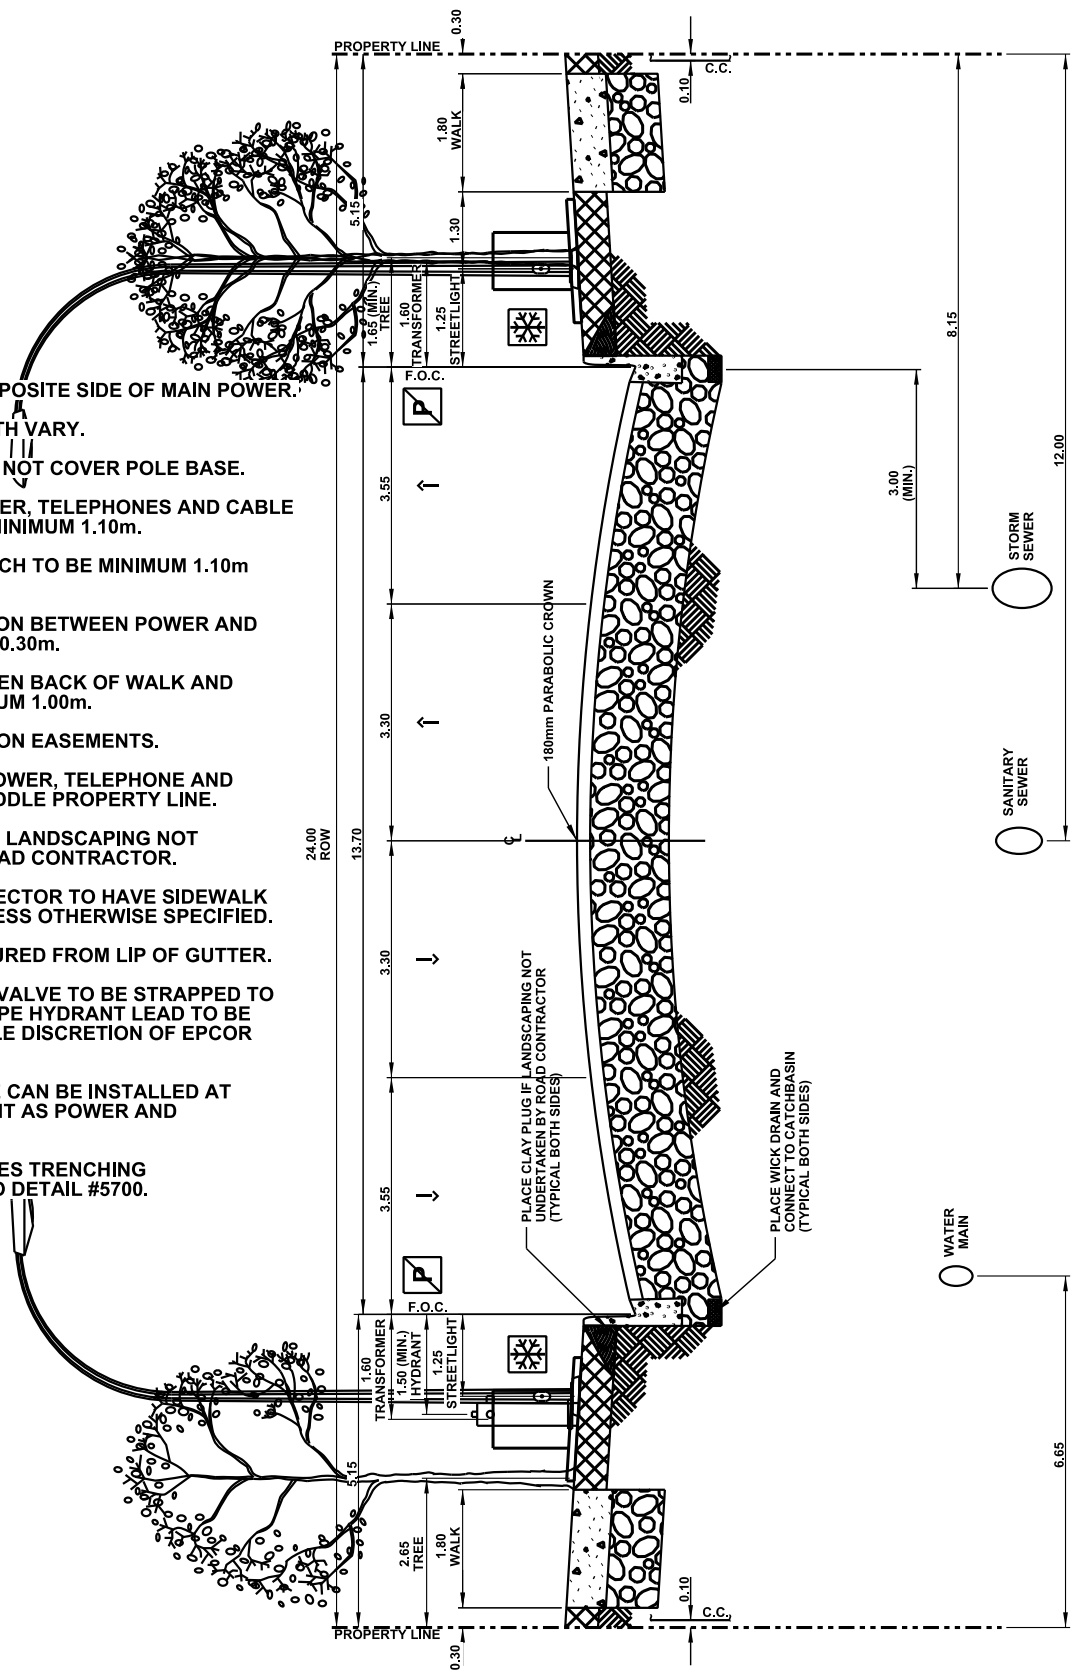 POSITE SIDE OF MAIN POWER.
TH VARY.
NOT COVER POLE BASE.
ER, TELEPHONES AND CABLE
MINIMUM 1.10m.
CH TO BE MINIMUM 1.10m
ON BETWEEN POWER AND
0.30m.
EN BACK OF WALK AND
UM 1.00m.
ON EASEMENTS.
OWER, TELEPHONE AND
DDLE PROPERTY LINE.
LANDSCAPING NOT
AD CONTRACTOR.
ECTOR TO HAVE SIDEWALK
ESS OTHERWISE SPECIFIED.
URED FROM LIP OF GUTTER.
VALVE TO BE STRAPPED TO
PE HYDRANT LEAD TO BE
LE DISCRETION OF EPCOR
E CAN BE INSTALLED AT
NT AS POWER AND
ES TRENCHING
D DETAIL #5700.
PROPERTY LINE
0.30
C.C.
0.10
1.80
WALK
5.15
1.30
1.65 (MIN.)
TREE
1.60
TRANSFORMER
1.25
STREETLIGHT
F.O.C.
P
8.15
12.00
3.00
(MIN.)
3.55
STORM
SEWER
180mm PARABOLIC CROWN
3.30
SANITARY
SEWER
24.00
ROW
13.70
CL
3.30
PLACE CLAY PLUG IF LANDSCAPING NOT
UNDERTAKEN BY ROAD CONTRACTOR
(TYPICAL BOTH SIDES)
PLACE WICK DRAIN AND
CONNECT TO CATCHBASIN
(TYPICAL BOTH SIDES)
3.55
WATER
MAIN
P
F.O.C.
1.60
TRANSFORMER
1.50 (MIN.)
HYDRANT
1.25
STREETLIGHT
5.15
6.65
2.65
TREE
1.80
WALK
0.10
C.C.
PROPERTY LINE
0.30